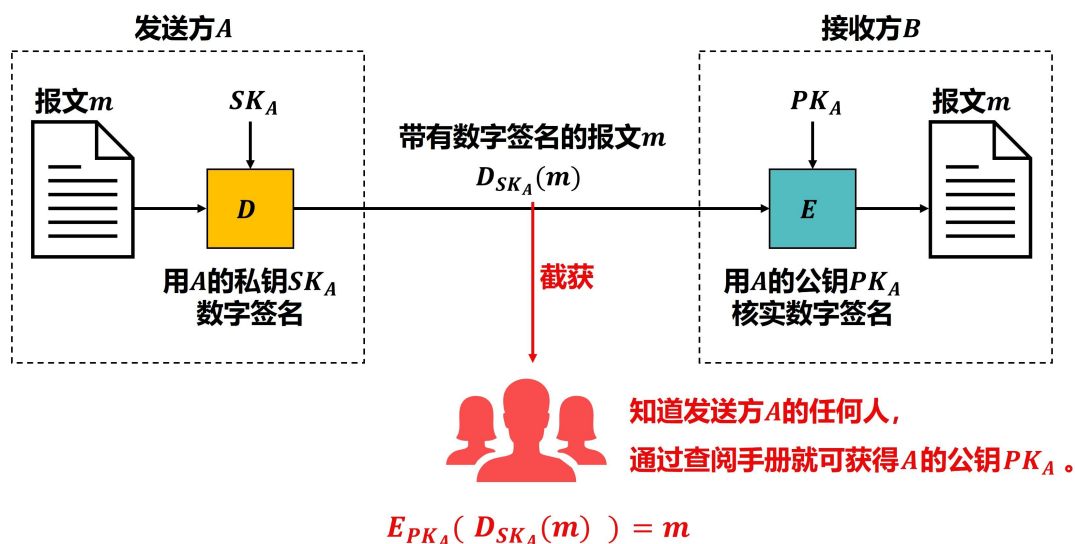 发送方A
接收方B
报文m
SK_A
PK_A
报文m
带有数字签名的报文m
D_{SK_A}(m)
D
E
截获
用A的私钥SK_A
数字签名
用A的公钥PK_A
核实数字签名
知道发送方A的任何人，
通过查阅手册就可获得A的公钥PK_A 。
E_{PK_A}( D_{SK_A}(m) ) = m